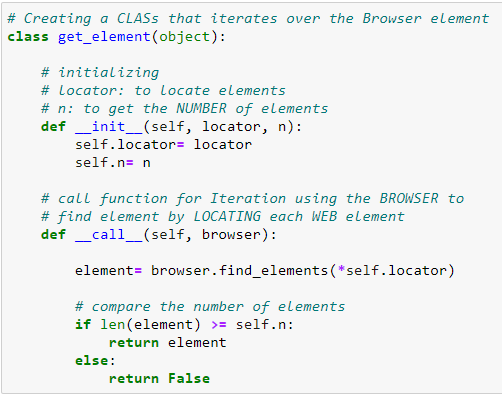 # Creating a CLASs that iterates over the Browser element
class get_element(object):
# initializing
# locator: to locate elements
# n: to get the NUMBER of elements
def __init__(self, locator, n):
self.locator= locator
self.n= n
# call function for Iteration using the BROWSER to
# find element by LOCATING each WEB element
def __call__(self, browser):
element= browser.find_elements(*self.locator)
# compare the number of elements
if len(element) >= self.n:
return element
else:
return False